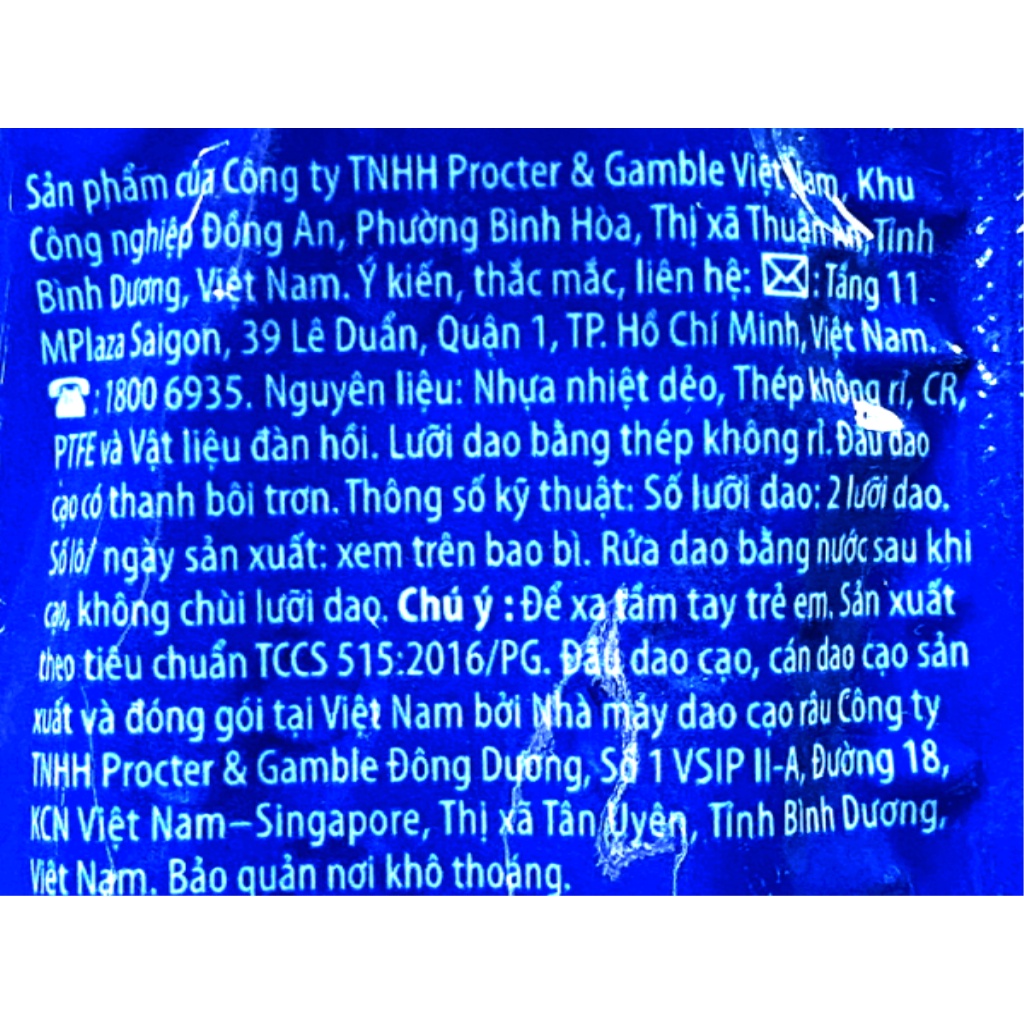 Sản phẩm của Công ty TNHH Procter & Gamble Việt Nam, Khu
Công nghiệp Đồng An, Phường Bình Hòa, Thị xã Thuận An, Tỉnh
Bình Dương, Việt Nam. Ý kiến, thắc mắc, liên hệ: ✉: Tầng 11
MPlaza Saigon, 39 Lê Duẩn, Quận 1, TP. Hồ Chí Minh, Việt Nam.
☎: 1800 6935. Nguyên liệu: Nhựa nhiệt dẻo, Thép không rỉ, CR,
PTFE và Vật liệu đàn hồi. Lưỡi dao bằng thép không rỉ. Đầu dao
cạo có thanh bôi trơn. Thông số kỹ thuật: Số lưỡi dao: 2 lưỡi dao.
Số lô/ ngày sản xuất: xem trên bao bì. Rửa dao bằng nước sau khi
cạo, không chùi lưỡi dao. Chú ý : Để xa tầm tay trẻ em. Sản xuất
theo tiêu chuẩn TCCS 515:2016/PG. Đầu dao cạo, cán dao cạo sản
xuất và đóng gói tại Việt Nam bởi Nhà máy dao cạo râu Công ty
TNHH Procter & Gamble Đông Dương, Số 1 VSIP II-A, Đường 18,
KCN Việt Nam–Singapore, Thị xã Tân Uyên, Tỉnh Bình Dương,
Việt Nam. Bảo quản nơi khô thoáng.